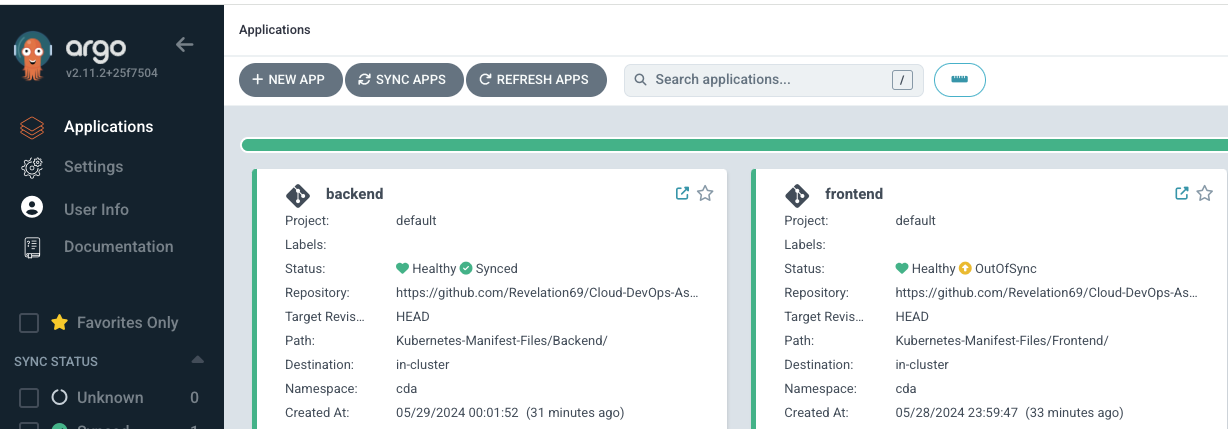 argo
v2.11.2+25f7504
Applications
Settings
User Info
Documentation
Favorites Only
SYNC STATUS
Unknown 0
Synced 1
Applications
+ NEW APP SYNC APPS REFRESH APPS Search applications... /
backend
Project: default
Labels:
Status: Healthy Synced
Repository: https://github.com/Revelation69/Cloud-DevOps-As...
Target Revis... HEAD
Path: Kubernetes-Manifest-Files/Backend/
Destination: in-cluster
Namespace: cda
Created At: 05/29/2024 00:01:52 (31 minutes ago)
frontend
Project: default
Labels:
Status: Healthy OutOfSync
Repository: https://github.com/Revelation69/Cloud-DevOps-As...
Target Revis... HEAD
Path: Kubernetes-Manifest-Files/Frontend/
Destination: in-cluster
Namespace: cda
Created At: 05/28/2024 23:59:47 (33 minutes ago)